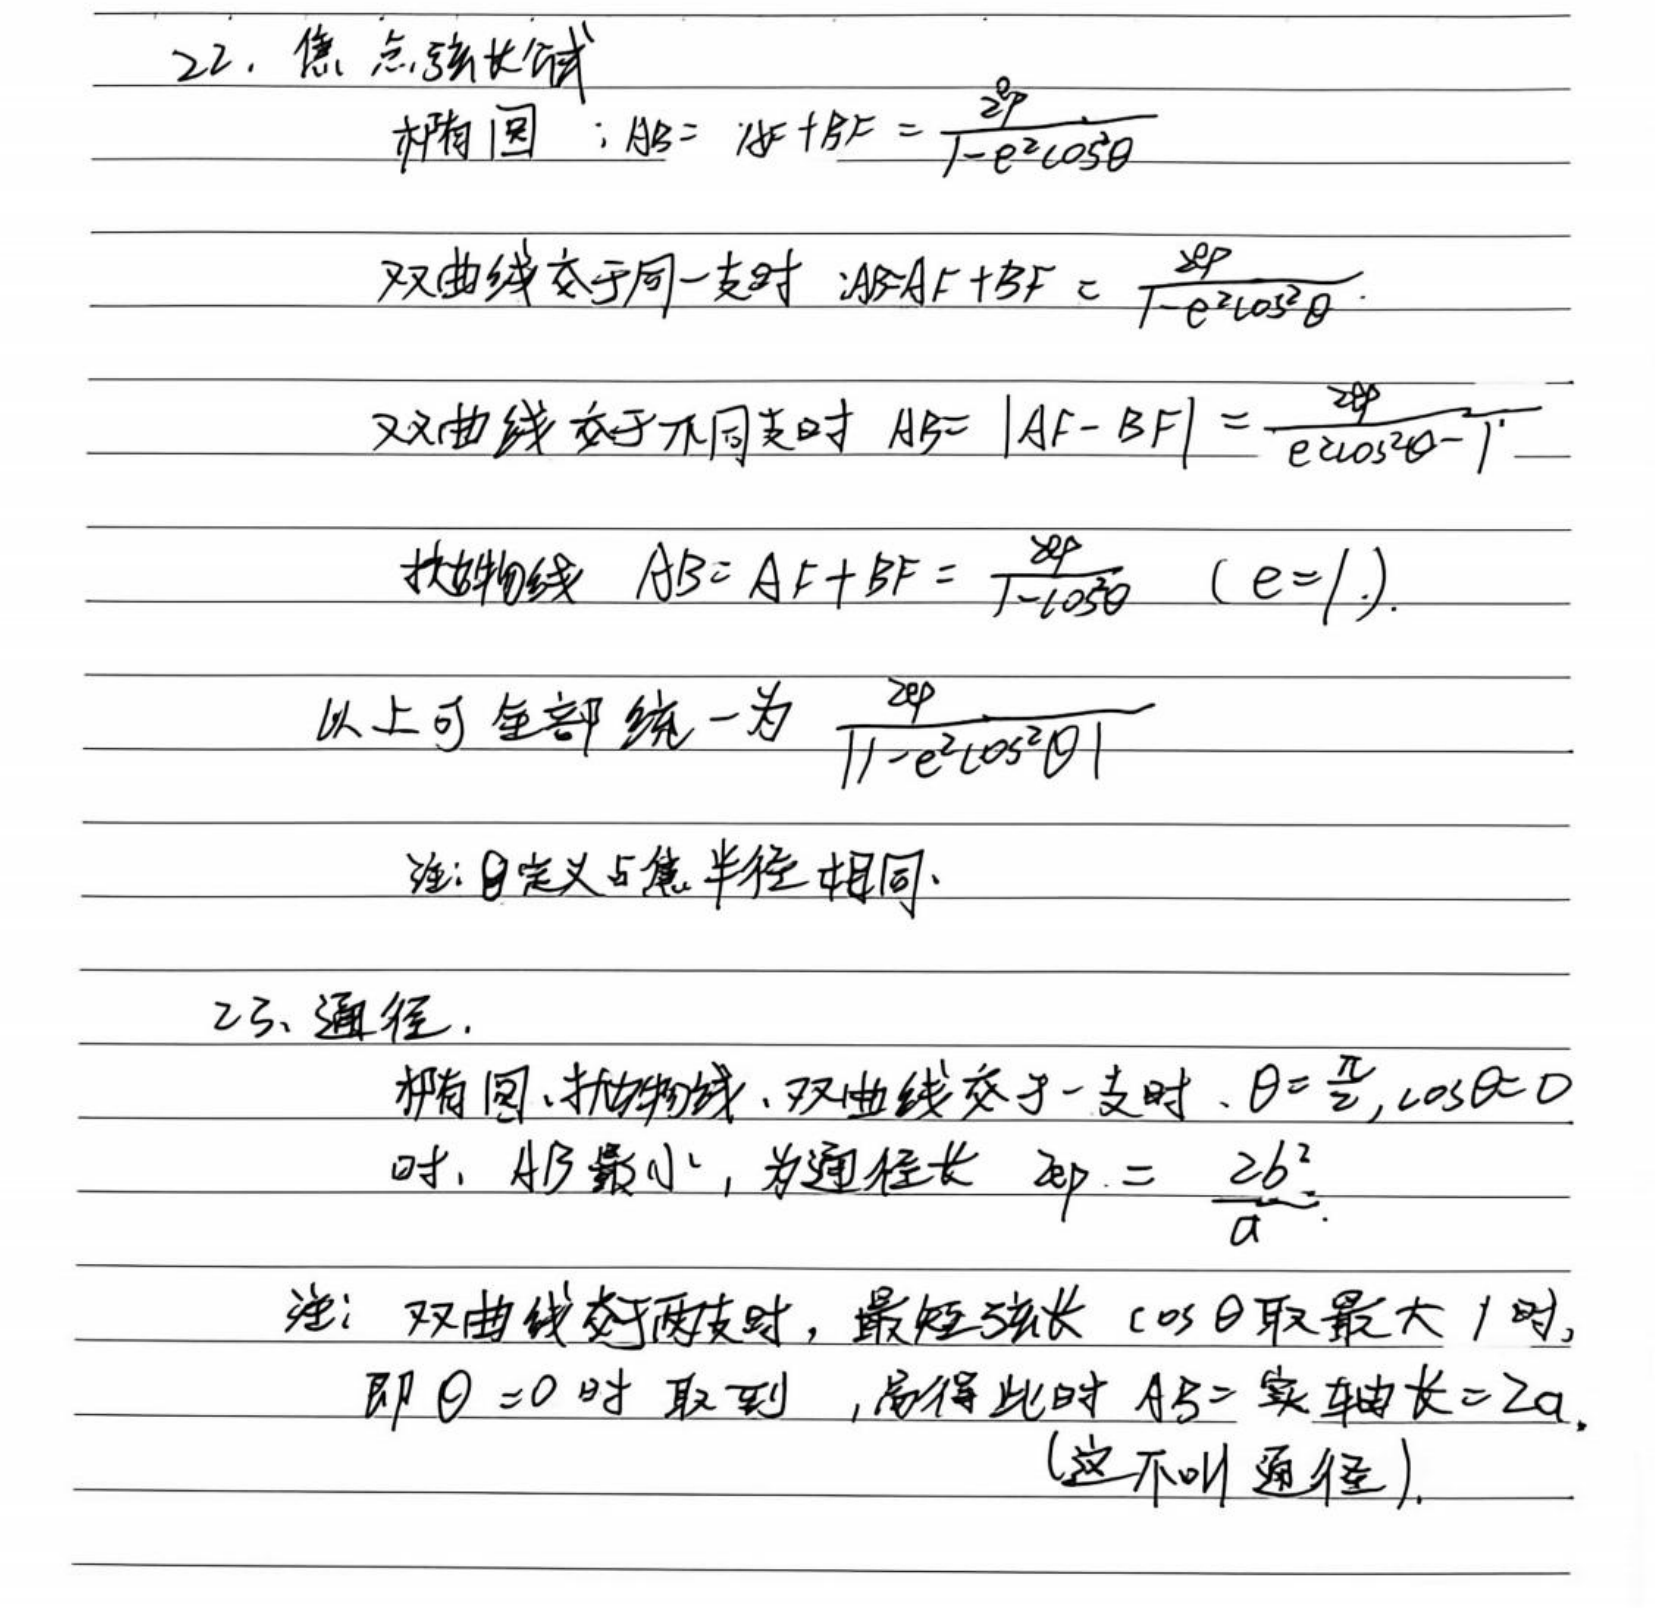 22. 焦点弦长公式
椭圆：AB = AF + BF = 2ep / (1-e²cos²θ)
双曲线交于同一支时：AB=AF+BF = 2ep / (1-e²cos²θ).
双曲线交于不同支时 AB= |AF-BF| = 2ep / (e²cos²θ-1)
抛物线 AB=AF+BF= 2ep / (1-cos²θ) (e=1.).
以上可全部统一为 2ep / |1-e²cos²θ|
注：θ定义与焦半径相同.
23、通径.
椭圆、抛物线、双曲线交于一支时、θ=π/2, cosθ=0
时、AB最小，为通径长 2ep = 2b²/a.
注：双曲线交于两支时，最短弦长 cosθ取最大1时，
即θ=0时取到，易得此时AB=实轴长=2a.
(这不叫通径).